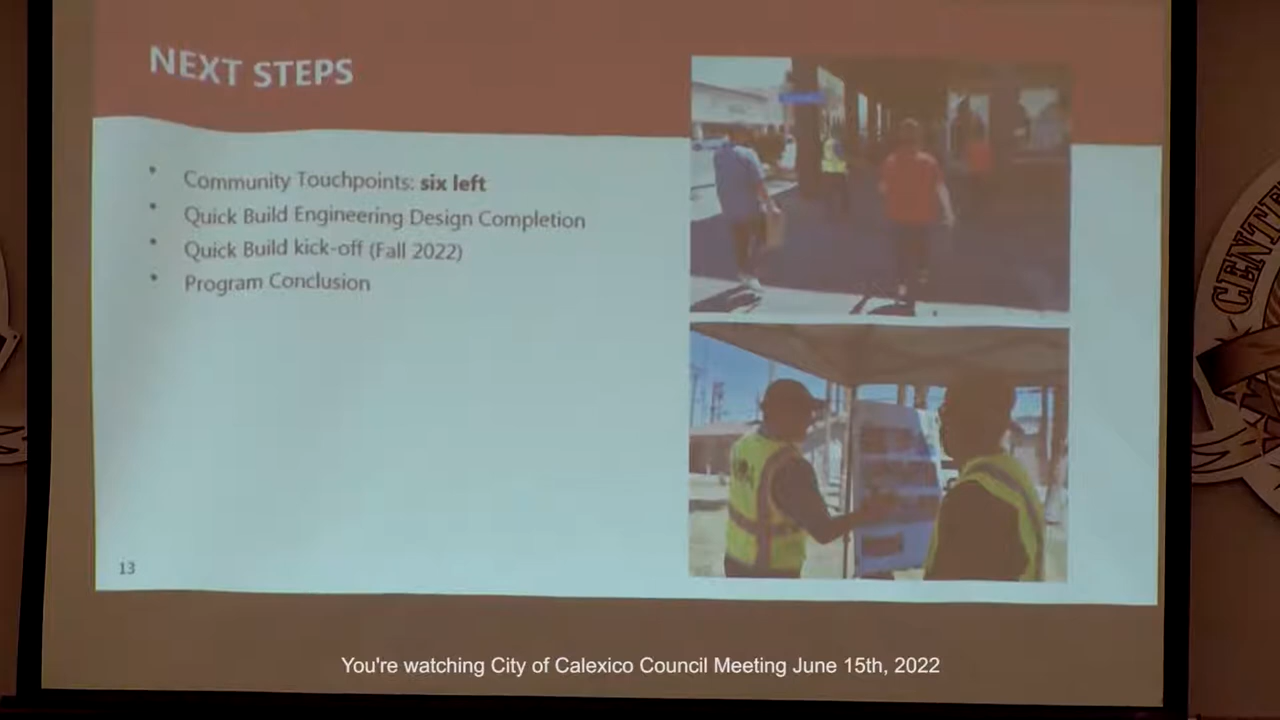 NEXT STEPS
• Community Touchpoints: six left
• Quick Build Engineering Design Completion
• Quick Build kick-off (Fall 2022)
• Program Conclusion
13
CENTE
You're watching City of Calexico Council Meeting June 15th, 2022